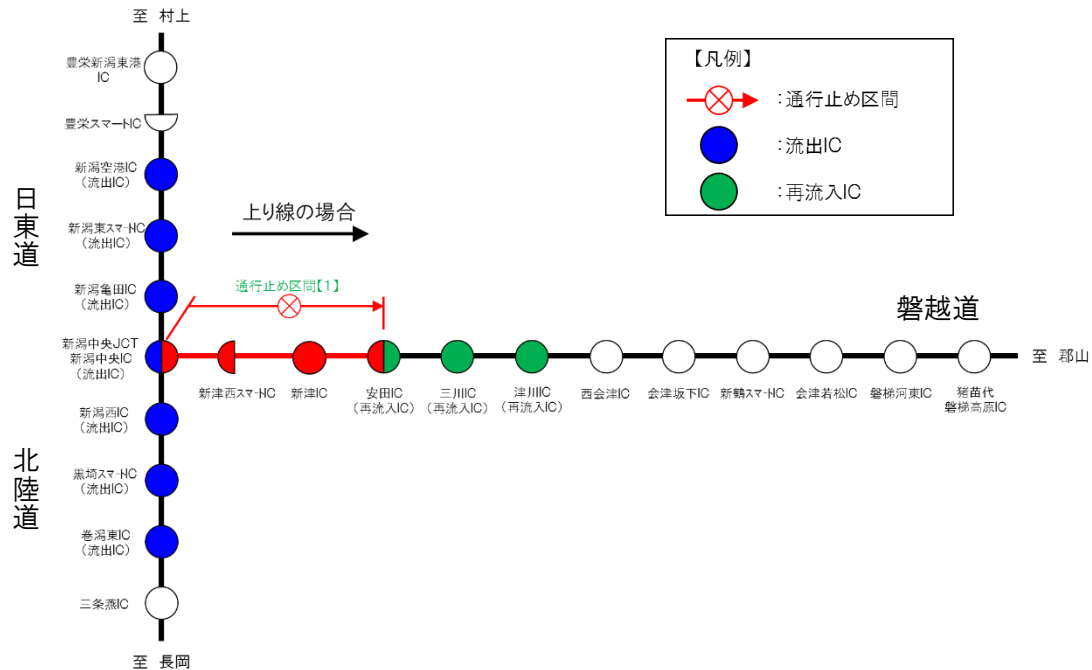 至 村上
豊栄新潟東港
IC
豊栄スマートIC
新潟空港IC
(流出IC)
新潟東スマートIC
(流出IC)
新潟亀田IC
(流出IC)
新潟中央JCT
新潟中央IC
(流出IC)
新潟西IC
(流出IC)
黒埼スマートIC
(流出IC)
巻潟東IC
(流出IC)
三条燕IC
至 長岡
日東道
北陸道
上り線の場合
通行止め区間【1】
新津西スマートIC
新津IC
安田IC
(再流入IC)
三川IC
(再流入IC)
津川IC
(再流入IC)
西会津IC
会津坂下IC
新鶴スマートIC
会津若松IC
磐梯河東IC
猪苗代
磐梯高原IC
磐越道
至 郡山
【凡例】
:通行止め区間
:流出IC
:再流入IC